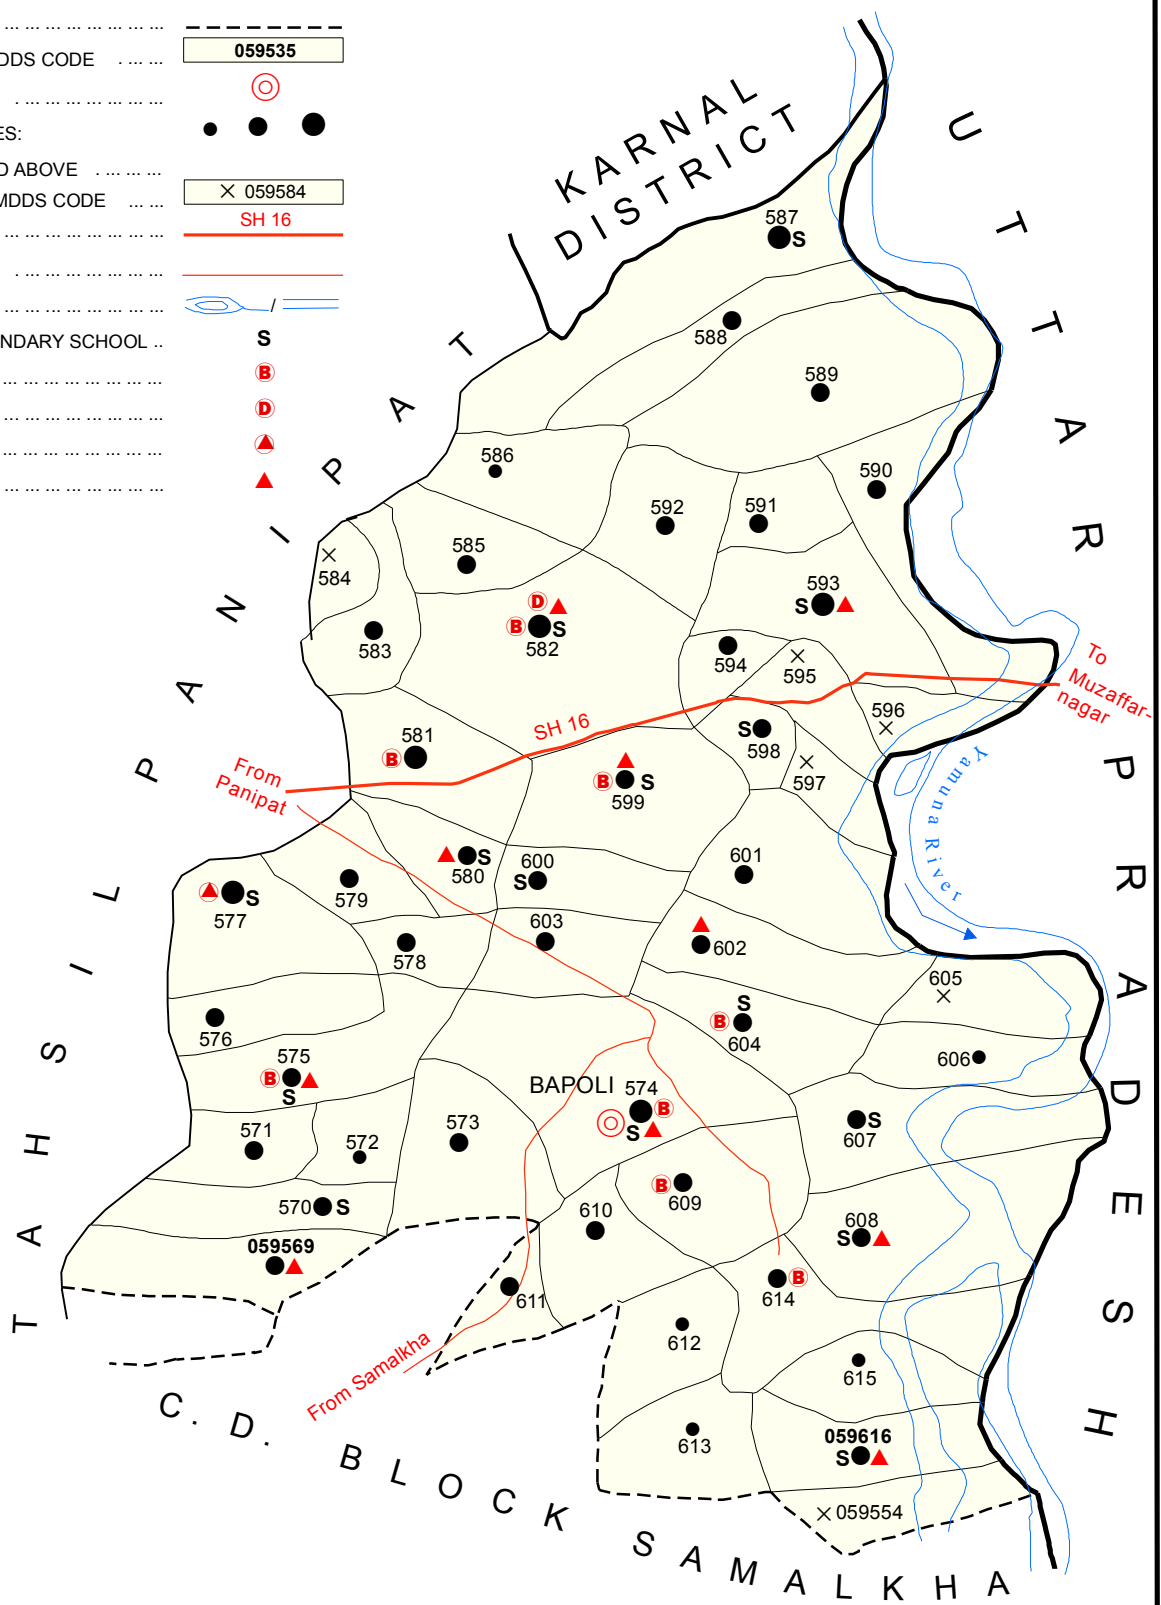 DDS CODE
059535
ES:
D ABOVE
MDDS CODE
059584
SH 16
NDARY SCHOOL
S
B
D
KARNAL
DISTRICT
UTTAR PRADESH
TAHSIL PANIPAT
587
S
588
589
586
590
592
591
585
584
593
S
D
B
S
582
583
594
595
596
To
Muzaffar-
nagar
SH 16
581
B
S
598
597
From
Panipat
B
S
599
Yamuna River
S
580
600
S
601
579
S
577
603
602
578
605
S
B
604
576
606
575
B
S
BAPOLI
574
B
S
S
607
573
571
572
B
609
570
S
610
608
S
059569
611
614
B
612
615
From Samalkha
613
059616
S
059554
C. D. BLOCK SAMALKHA